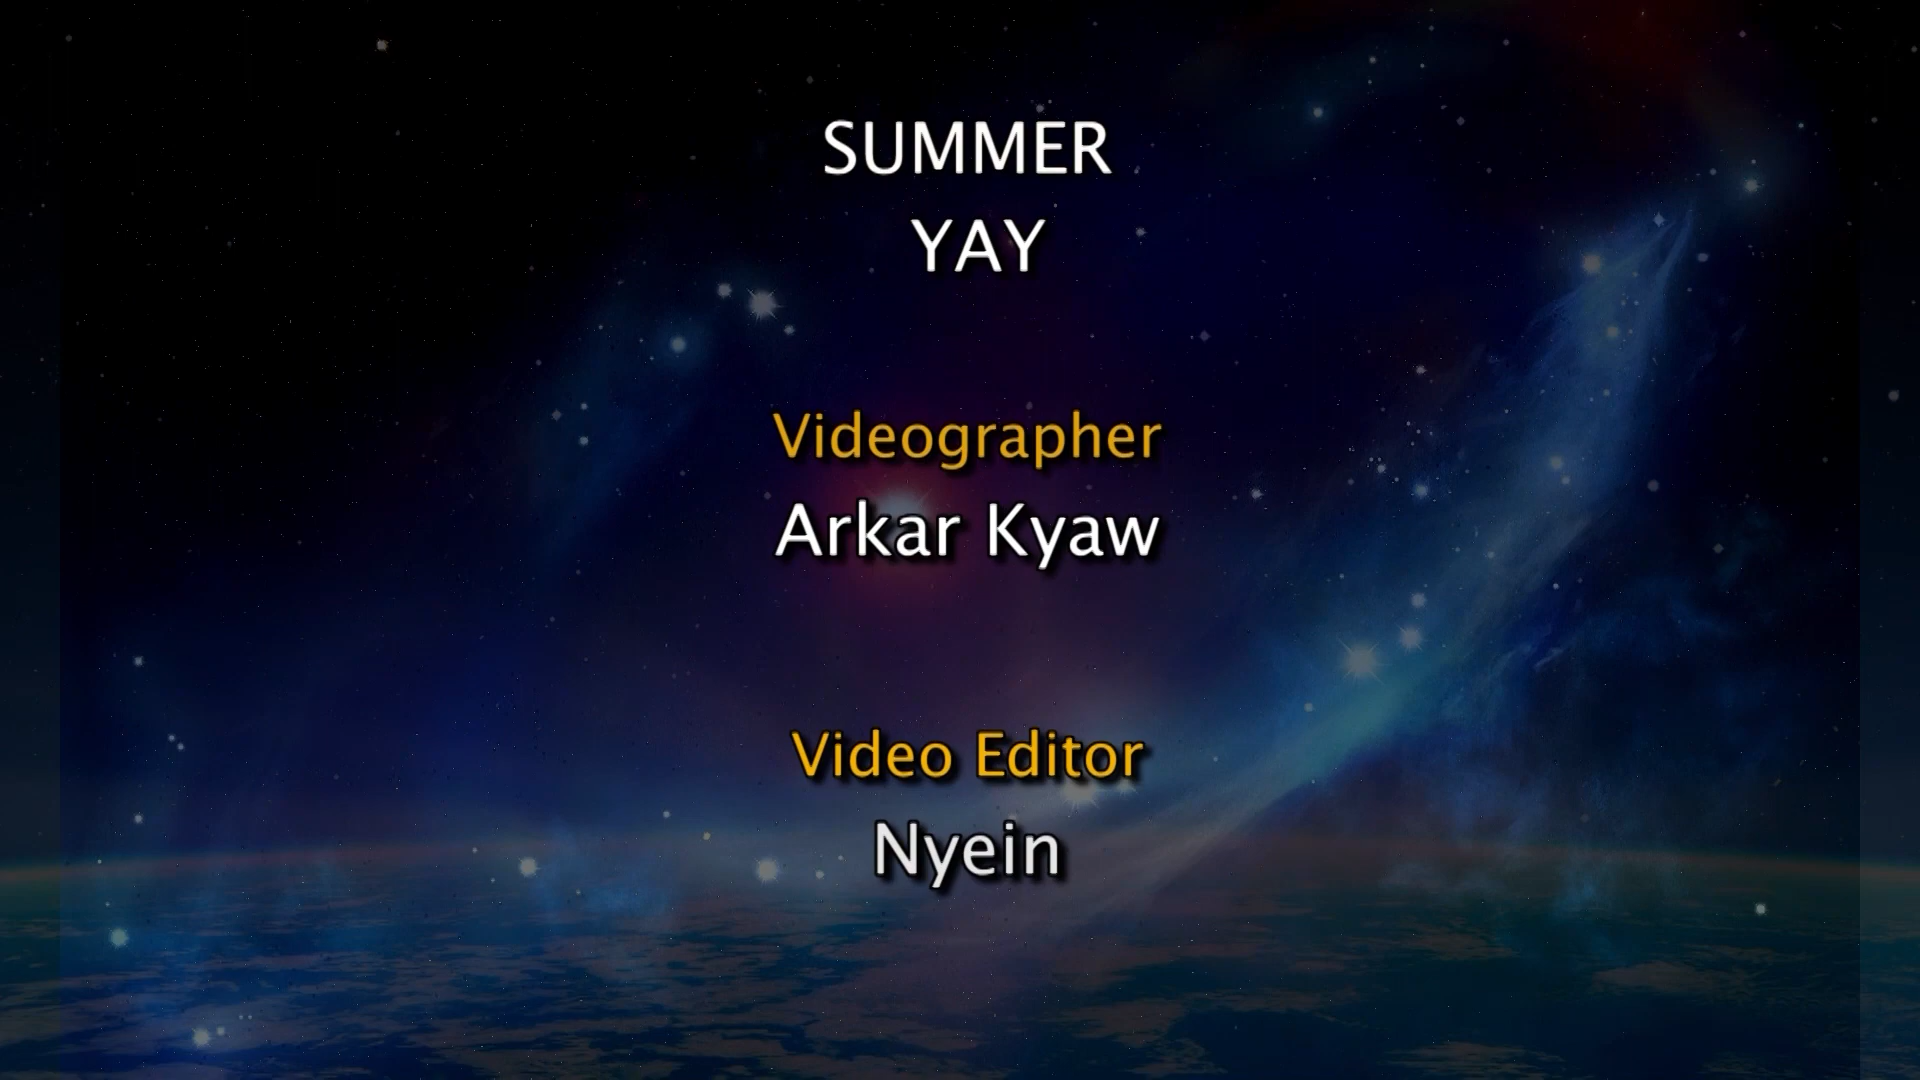 SUMMER
YAY
Videographer
Arkar Kyaw
Video Editor
Nyein